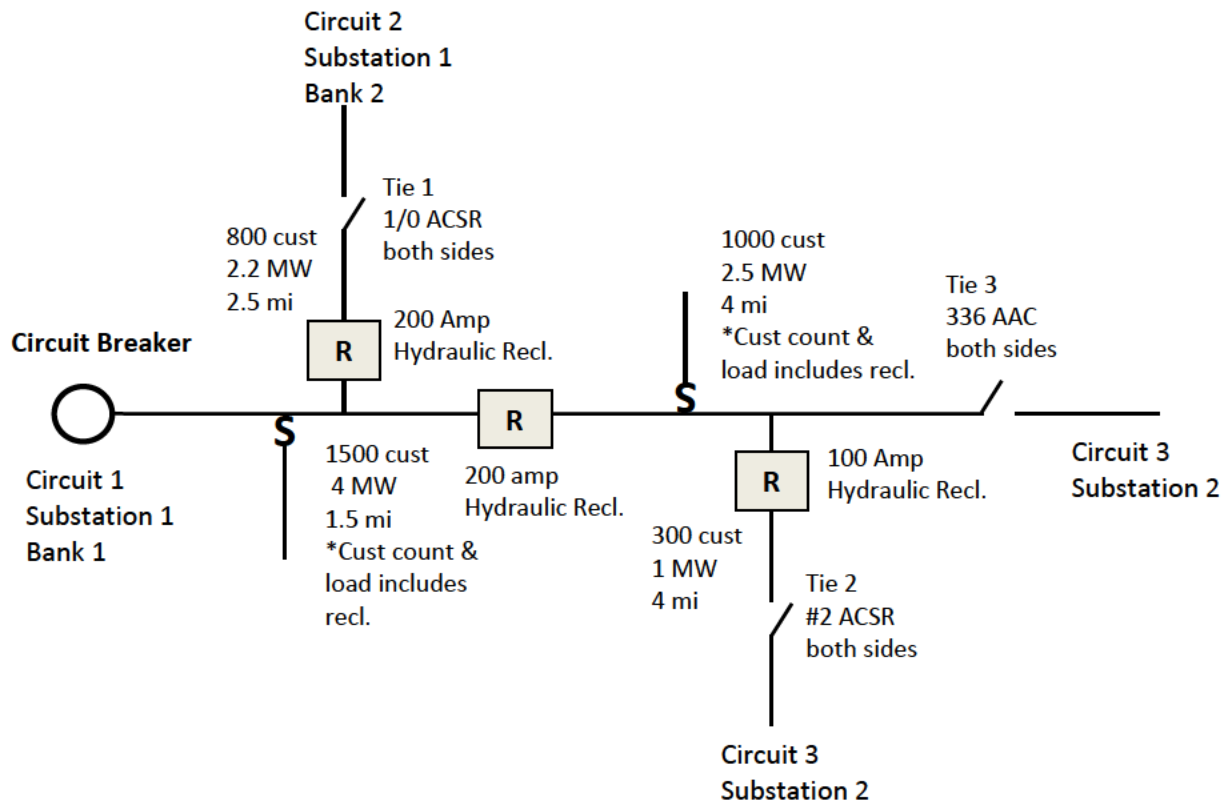 Circuit 2
Substation 1
Bank 2
Tie 1
1/0 ACSR
both sides
800 cust
2.2 MW
2.5 mi
200 Amp
Hydraulic Recl.
R
1000 cust
2.5 MW
4 mi
*Cust count &
load includes recl.
Tie 3
336 AAC
both sides
Circuit Breaker
S
R
S
Circuit 1
Substation 1
Bank 1
1500 cust
4 MW
1.5 mi
*Cust count &
load includes
recl.
200 amp
Hydraulic Recl.
R
100 Amp
Hydraulic Recl.
Circuit 3
Substation 2
300 cust
1 MW
4 mi
Tie 2
#2 ACSR
both sides
Circuit 3
Substation 2